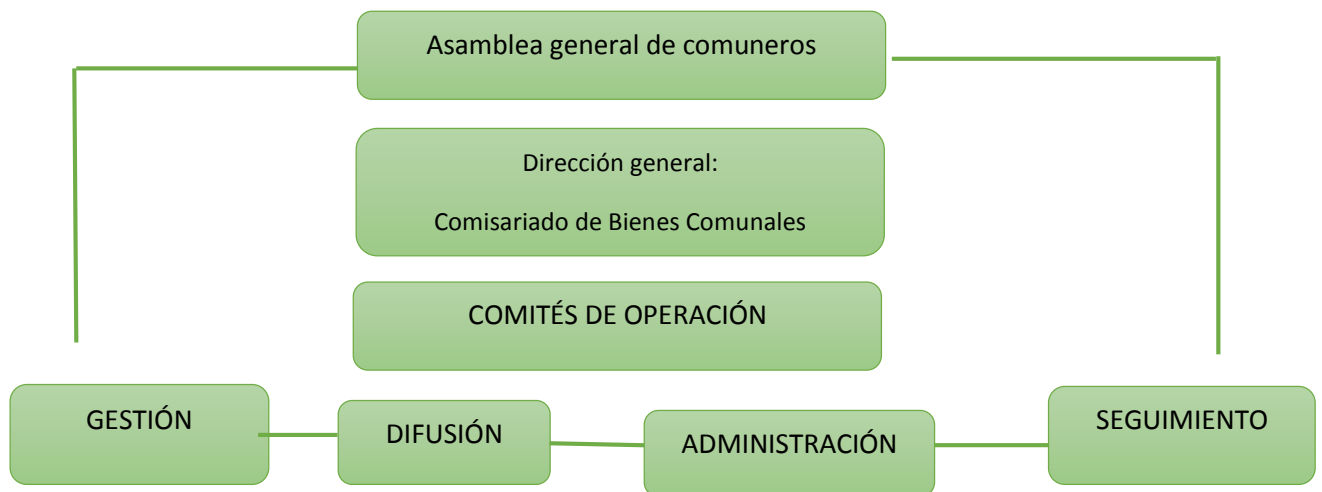 Asamblea general de comuneros
Dirección general:
Comisariado de Bienes Comunales
COMITÉS DE OPERACIÓN
GESTIÓN
DIFUSIÓN
ADMINISTRACIÓN
SEGUIMIENTO